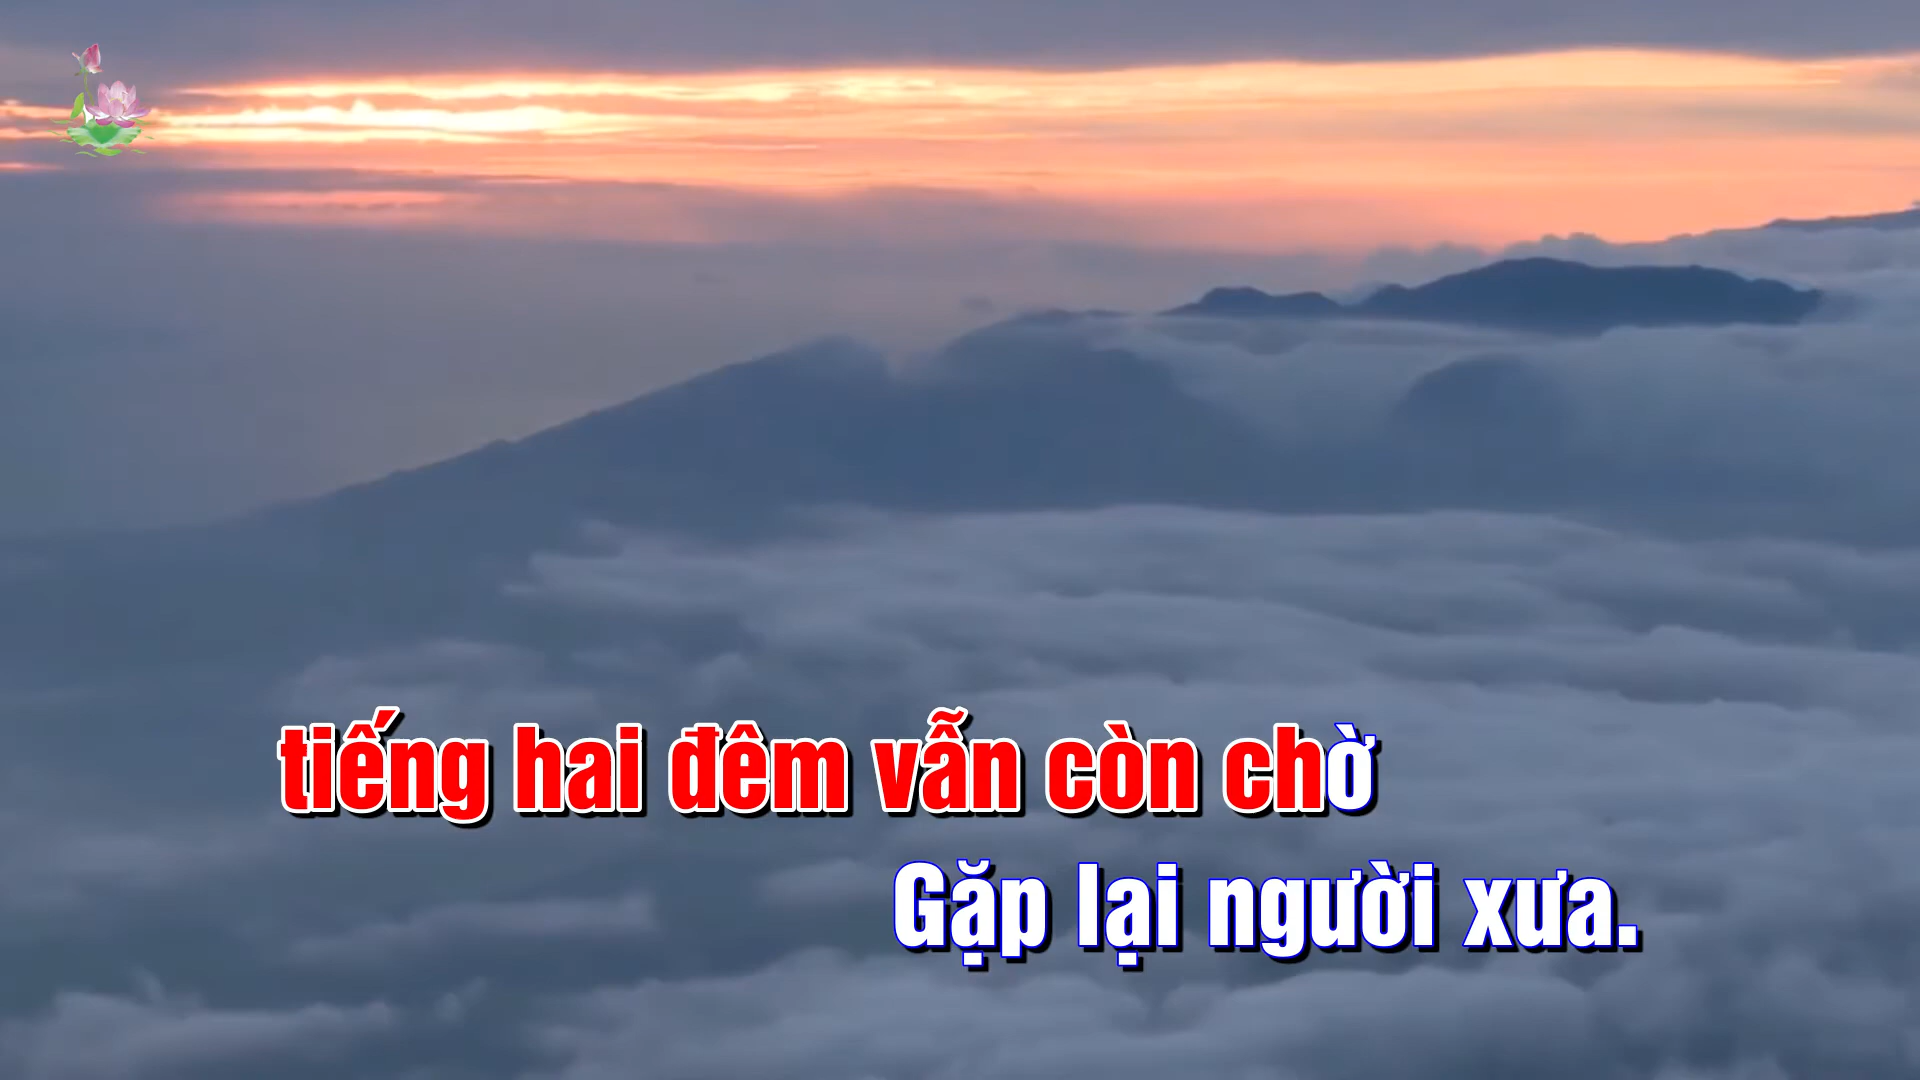 tiếng hai đêm vẫn còn chờ
Gặp lại người xưa.